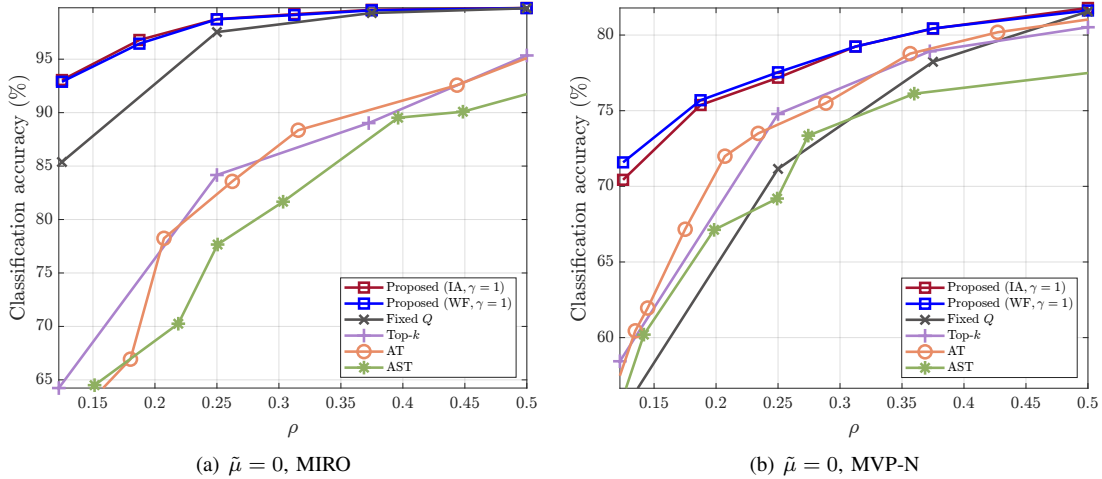 Classification accuracy (%)
95
90
85
80
75
70
65
0.15
0.2
0.25
0.3
0.35
0.4
0.45
0.5
ρ
Proposed (IA, γ = 1)
Proposed (WF, γ = 1)
Fixed Q
Top-k
AT
AST
(a) μ̃ = 0, MIRO
Classification accuracy (%)
80
75
70
65
60
0.15
0.2
0.25
0.3
0.35
0.4
0.45
0.5
ρ
Proposed (IA, γ = 1)
Proposed (WF, γ = 1)
Fixed Q
Top-k
AT
AST
(b) μ̃ = 0, MVP-N